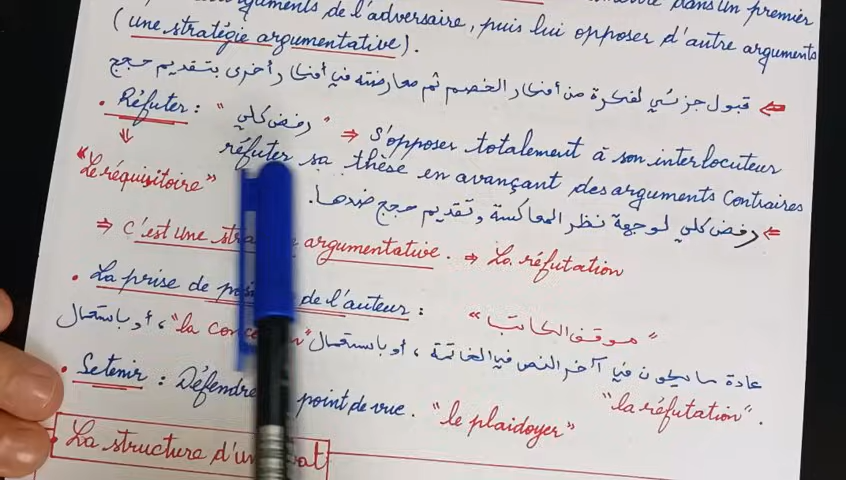 arguments de l'adversaire, puis lui opposer d'autre arguments
(une stratégie argumentative).
⇐ قبول جزئي لفكرة من أفكار الخصم ثم معارضته في أفكار أخرى بتقديم حجج
• Réfuter : "رفض كلي" ⇒ s'opposer totalement à son interlocuteur
réfuter sa thèse en avançant des arguments contraires
"Le réquisitoire"
⇐ رفض كلي لوجهة نظر المعاكسة وتقديم حجج ضدها.
⇒ C'est une argumentative. ⇒ La réfutation
• La prise de de l'auteur : "موقف الكاتب"
عادة ما يكون في آخر النص في الخاتمة، أو باستعمال "la ، أو باستعمال
"la réfutation".
• Setenir : Défendre point de vue. "le plaidoyer"
• La structure d'un